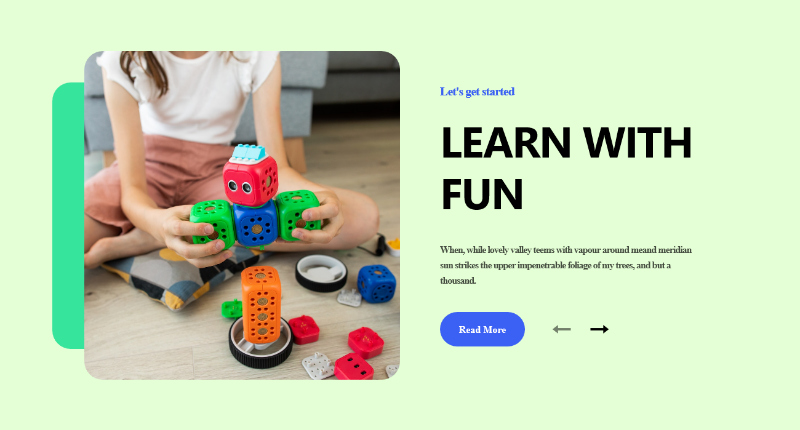 Let's get started
LEARN WITH
FUN
When, while lovely valley teems with vapour around meand meridian
sun strikes the upper impenetrable foliage of my trees, and but a
thousand.
Read More